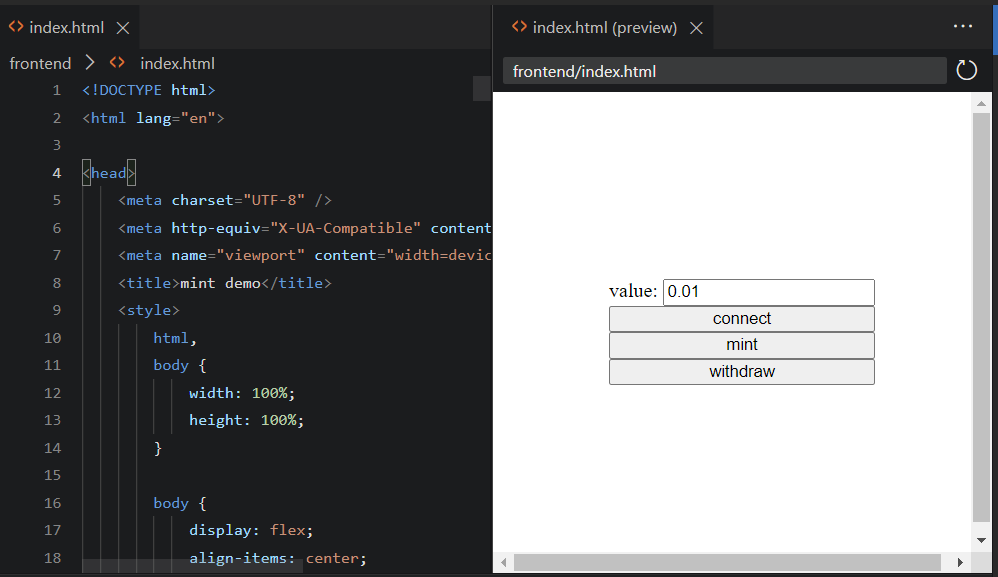 index.html
frontend > index.html
1 <!DOCTYPE html>
2 <html lang="en">
3
4 <head>
5 <meta charset="UTF-8" />
6 <meta http-equiv="X-UA-Compatible" content
7 <meta name="viewport" content="width=devic
8 <title>mint demo</title>
9 <style>
10 html,
11 body {
12 width: 100%;
13 height: 100%;
14 }
15
16 body {
17 display: flex;
18 align-items: center;
index.html (preview)
frontend/index.html
value: 0.01
connect
mint
withdraw